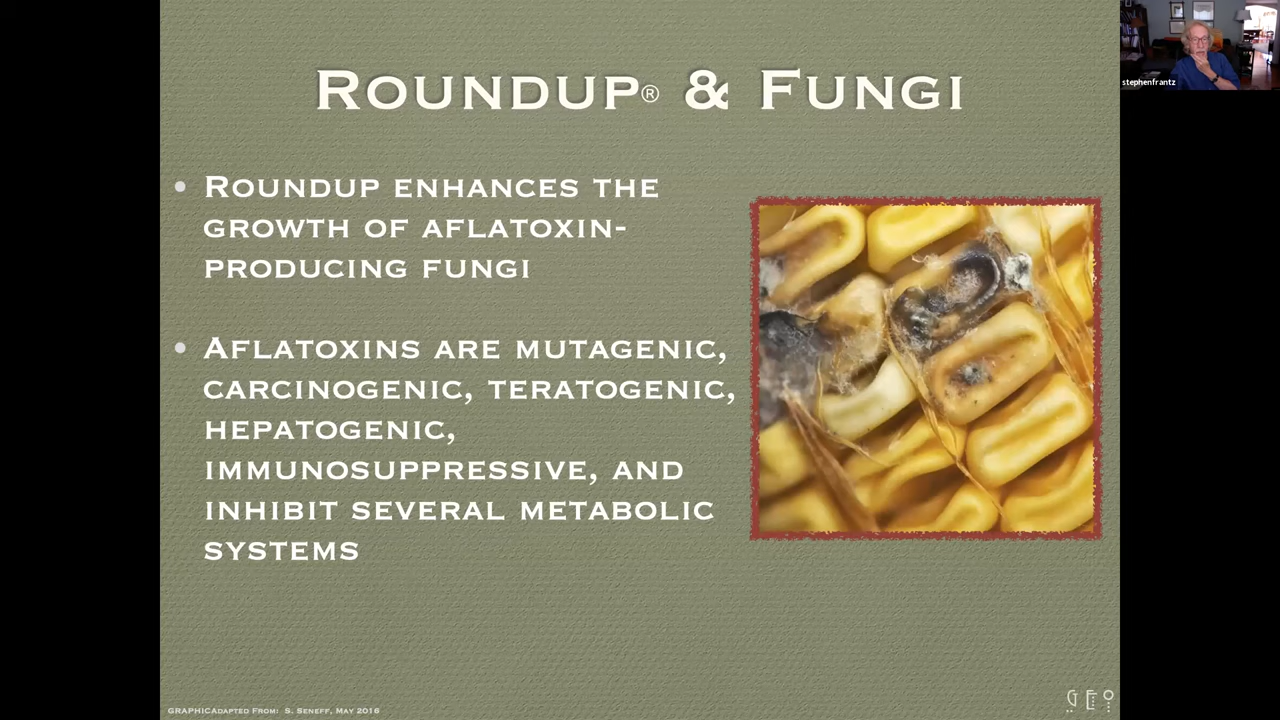 stephenfrantz
ROUNDUP® & FUNGI
• ROUNDUP ENHANCES THE
GROWTH OF AFLATOXIN-
PRODUCING FUNGI
• AFLATOXINS ARE MUTAGENIC,
CARCINOGENIC, TERATOGENIC,
HEPATOGENIC,
IMMUNOSUPPRESSIVE, AND
INHIBIT SEVERAL METABOLIC
SYSTEMS
GRAPHICADAPTED FROM: S. SENEFF, MAY 2016
GEO